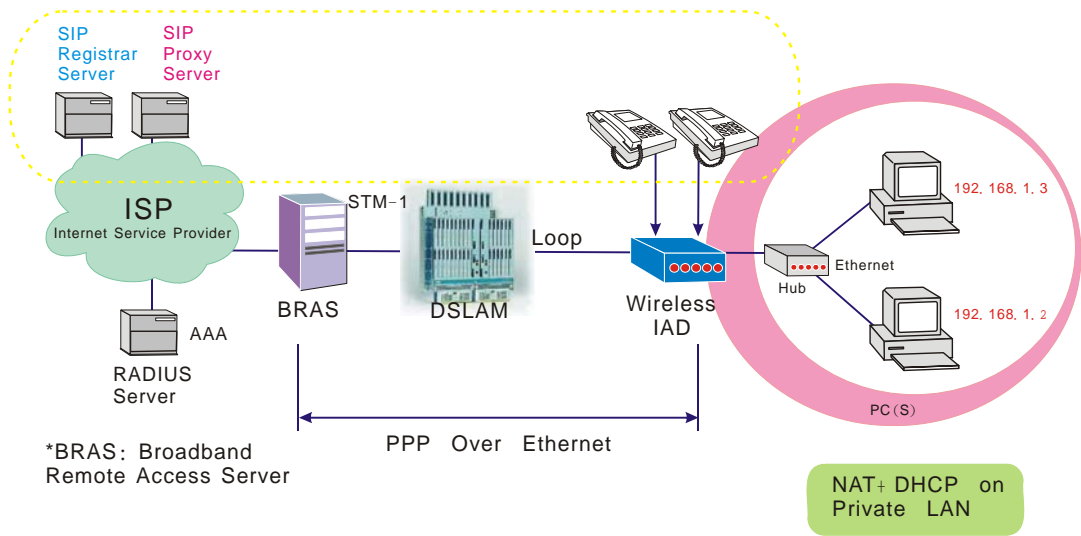 SIP
Registrar
Server
SIP
Proxy
Server
ISP
Internet Service Provider
STM-1
BRAS
DSLAM
Loop
Wireless
IAD
Hub
Ethernet
192. 168. 1. 3
192. 168. 1. 2
PC(S)
AAA
RADIUS
Server
PPP Over Ethernet
*BRAS: Broadband
Remote Access Server
NAT+ DHCP on
Private LAN